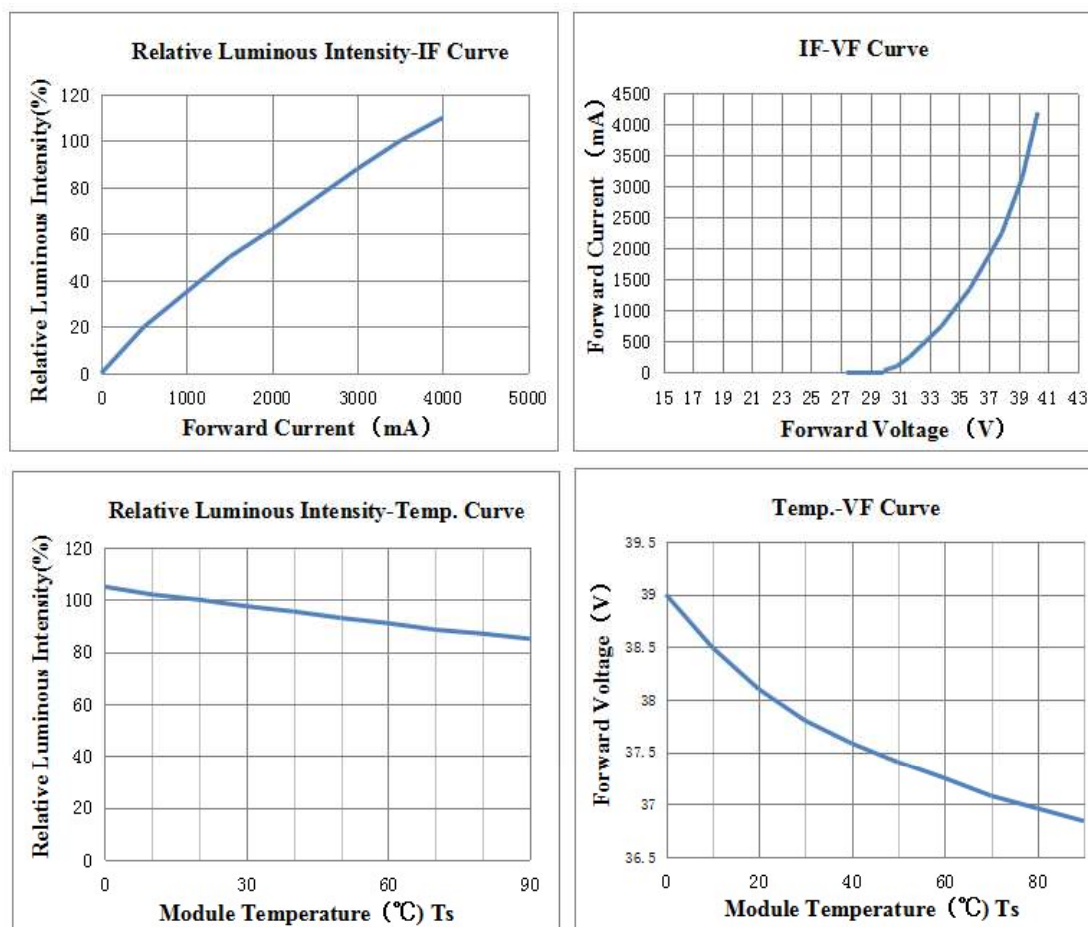 Relative Luminous Intensity-IF Curve
Relative Luminous Intensity(%)
120
100
80
60
40
20
0
0 1000 2000 3000 4000 5000
Forward Current （mA）
IF-VF Curve
Forward Current （mA）
4500
4000
3500
3000
2500
2000
1500
1000
500
0
15 17 19 21 23 25 27 29 31 33 35 37 39 41 43
Forward Voltage （V）
Relative Luminous Intensity-Temp. Curve
Relative Luminous Intensity(%)
120
100
80
60
40
20
0
0 30 60 90
Module Temperature （℃）Ts
Temp.-VF Curve
Forward Voltage （V）
39.5
39
38.5
38
37.5
37
36.5
0 20 40 60 80
Module Temperature （℃）Ts